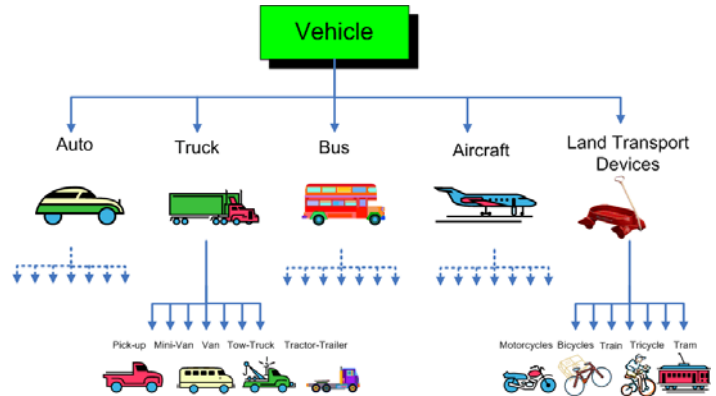 Vehicle
Auto
Truck
Bus
Aircraft
Land Transport
Devices
Pick-up Mini-Van Van Tow-Truck Tractor-Trailer
Motorcycles Bicycles Train Tricycle Tram